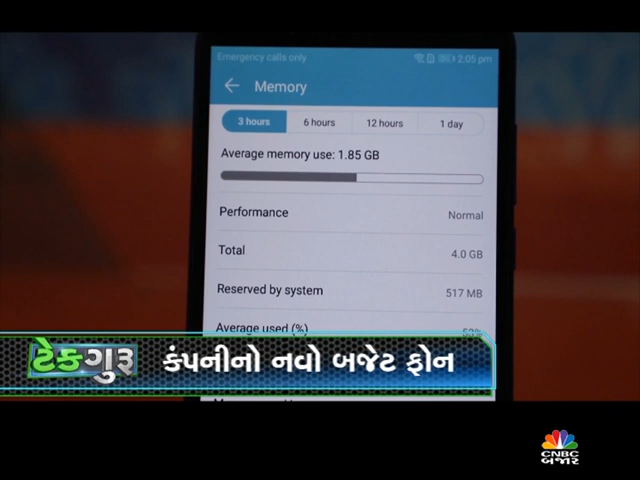 Emergency calls only 2:05 pm
Memory
3 hours 6 hours 12 hours 1 day
Average memory use: 1.85 GB
Performance Normal
Total 4.0 GB
Reserved by system 517 MB
Average used (%)
ટેકગુરૂ કંપનીનો નવો બજેટ ફોન
CNBC
બજાર